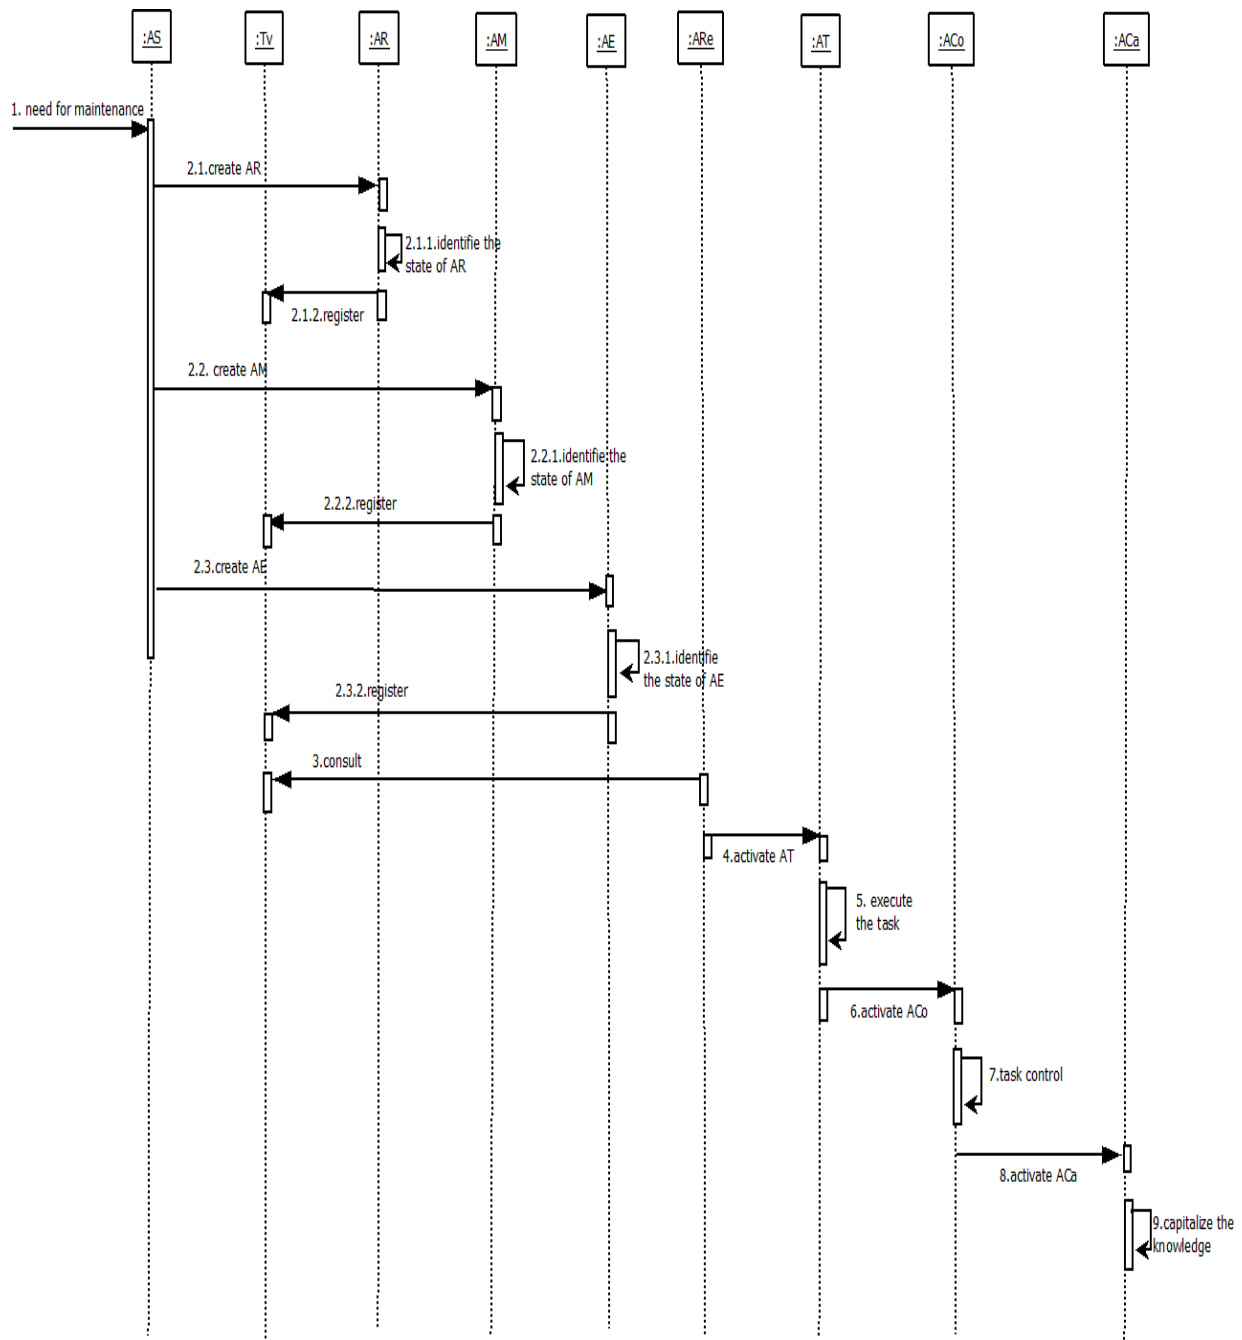 :AS
:Tv
:AR
:AM
:AE
:ARe
:AT
:ACo
:ACa
1. need for maintenance
2.1.create AR
2.1.1.identifie the
state of AR
2.1.2.register
2.2. create AM
2.2.1.identifie the
state of AM
2.2.2.register
2.3.create AE
2.3.1.identifie
the state of AE
2.3.2.register
3.consult
4.activate AT
5. execute
the task
6.activate ACo
7.task control
8.activate ACa
9.capitalize the
knowledge